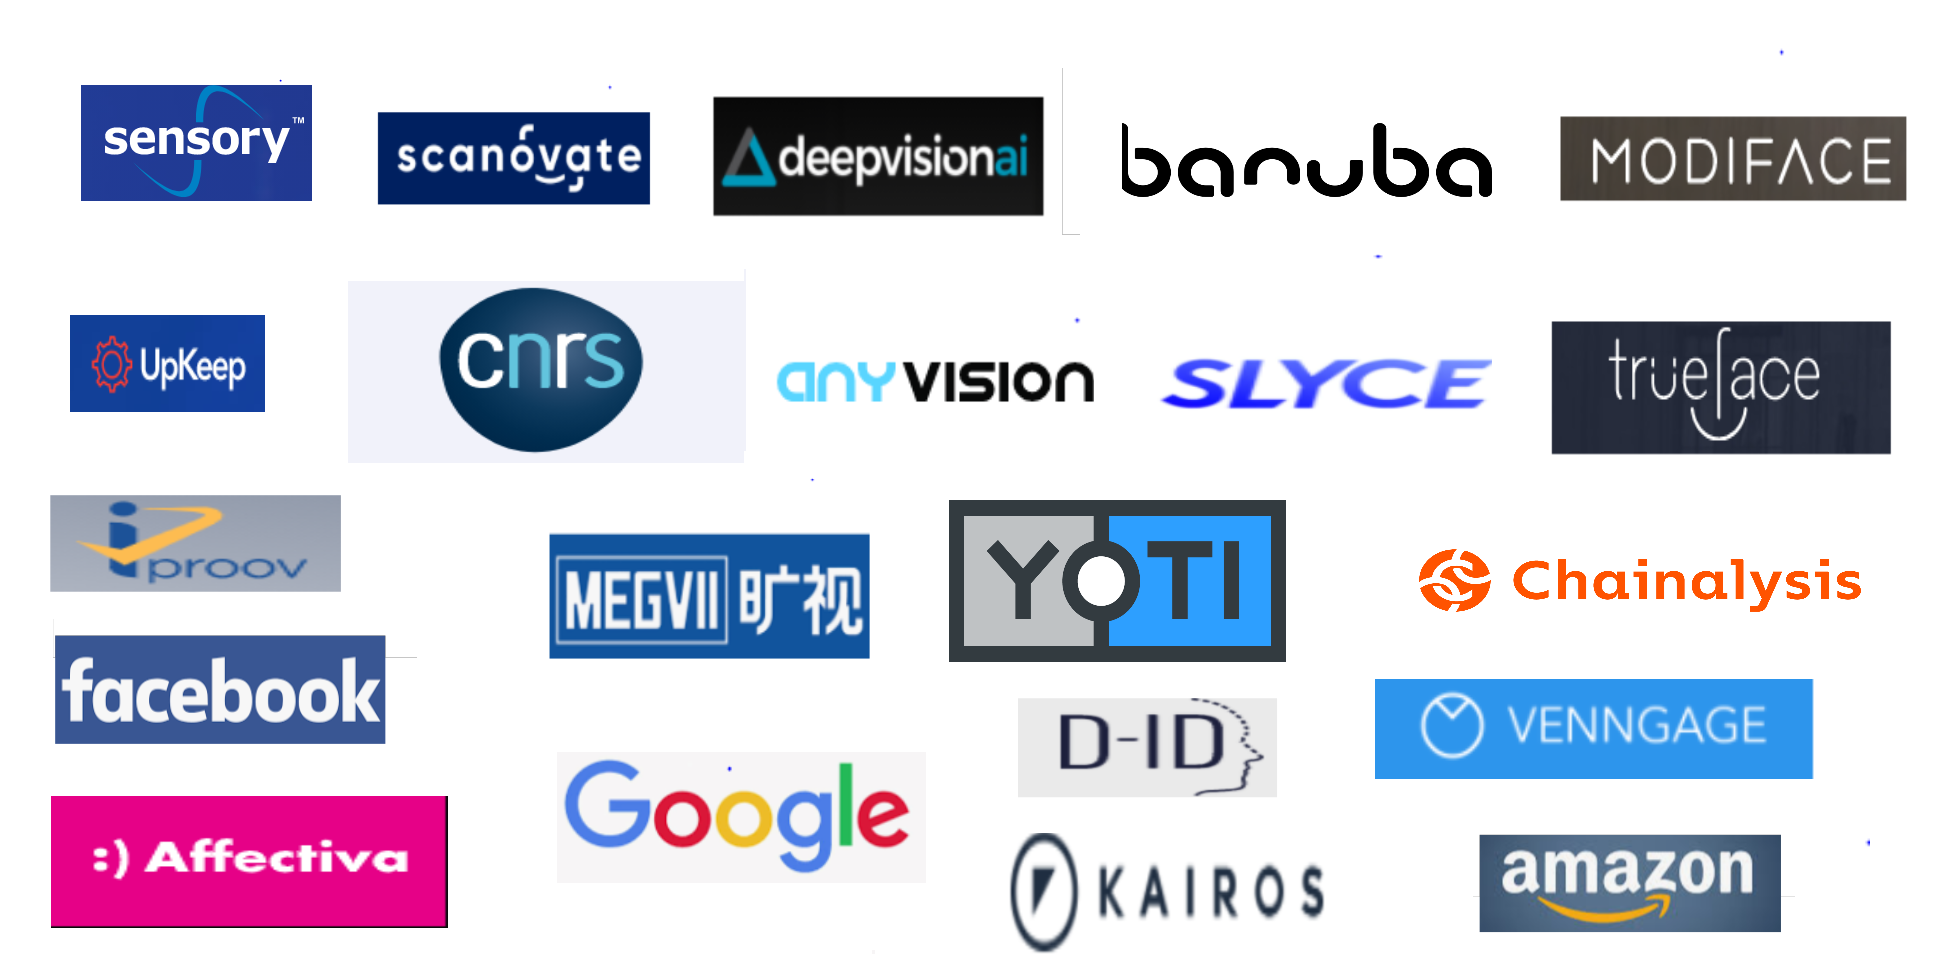 sensory™
scanovate
deepvisionai
banuba
MODIFACE
UpKeep
cnrs
anyvision
SLYCE
trueface
iproov
MEGVII 旷视
YOTI
Chainalysis
facebook
D-ID
VENNGAGE
Google
:) Affectiva
KAIROS
amazon